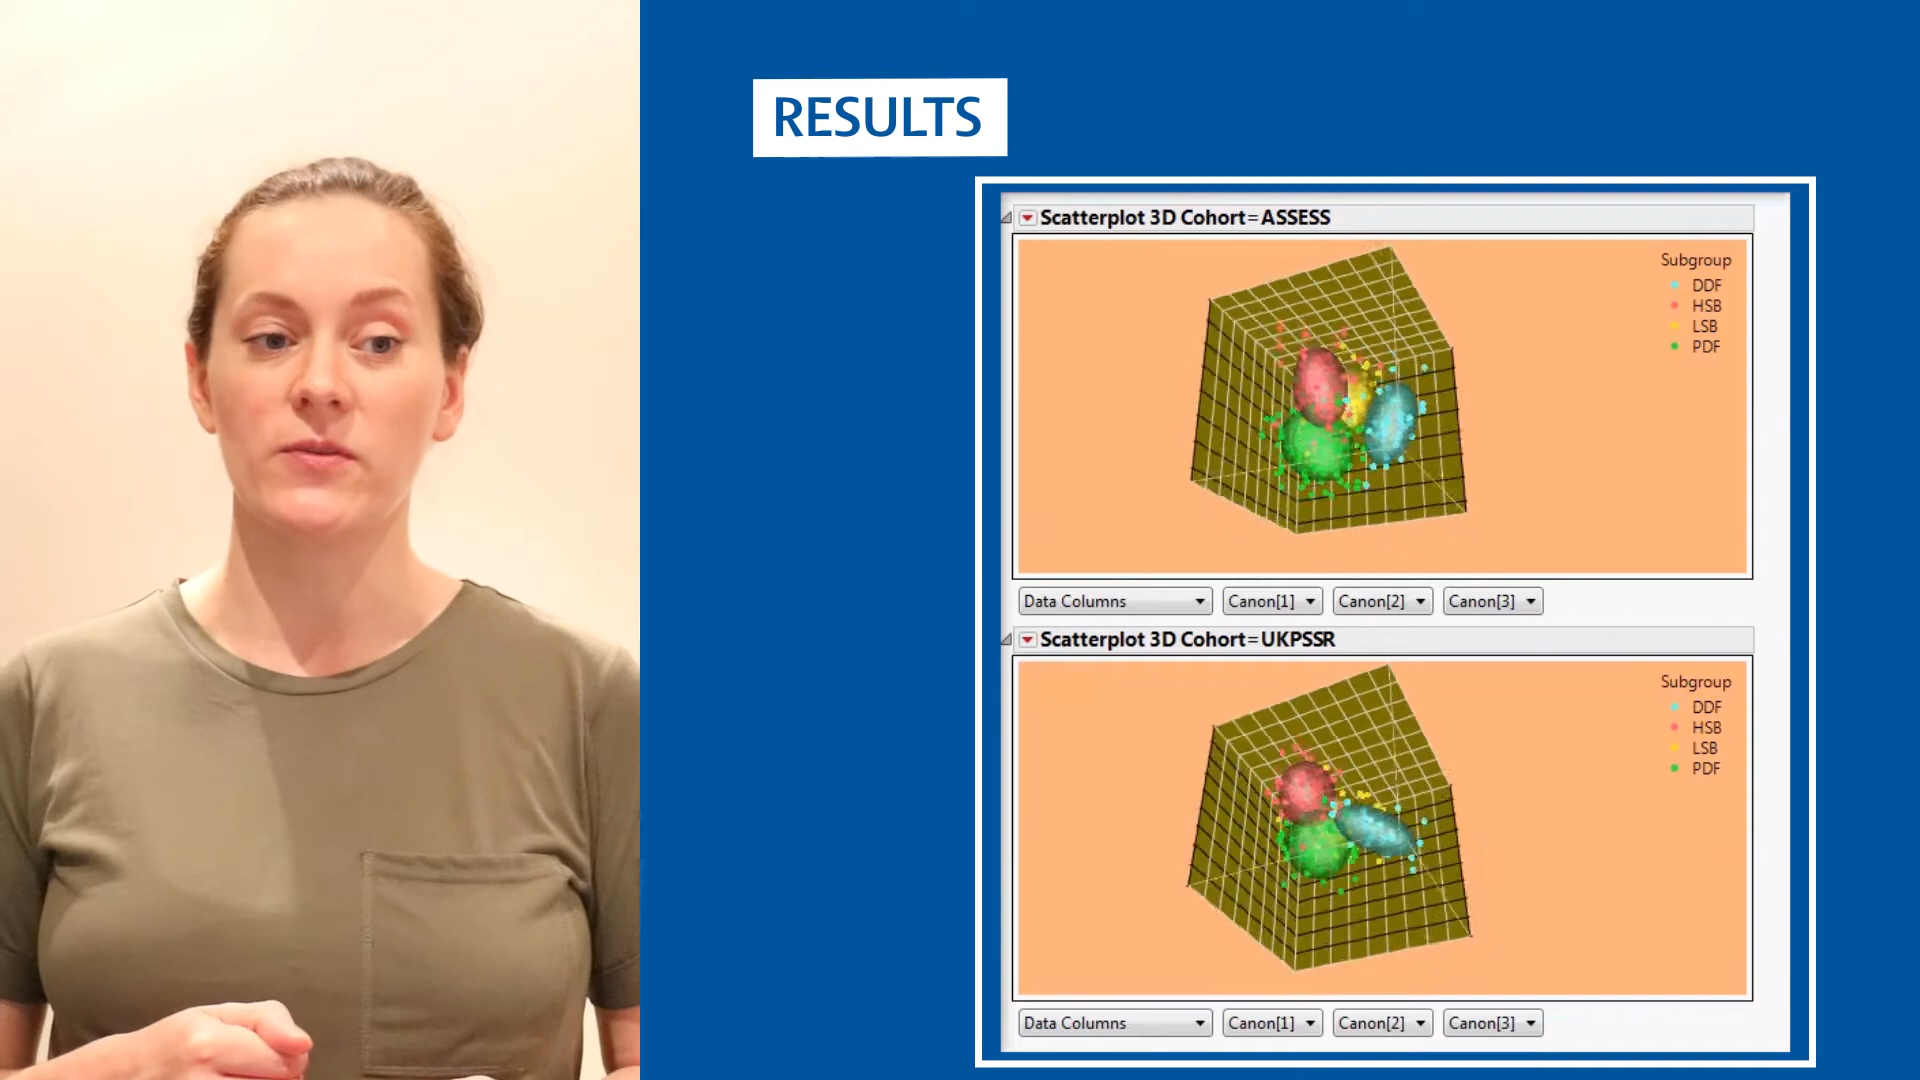 RESULTS
Scatterplot 3D Cohort=ASSESS
Subgroup
DDF
HSB
LSB
PDF
Data Columns Canon[1] Canon[2] Canon[3]
Scatterplot 3D Cohort=UKPSSR
Subgroup
DDF
HSB
LSB
PDF
Data Columns Canon[1] Canon[2] Canon[3]